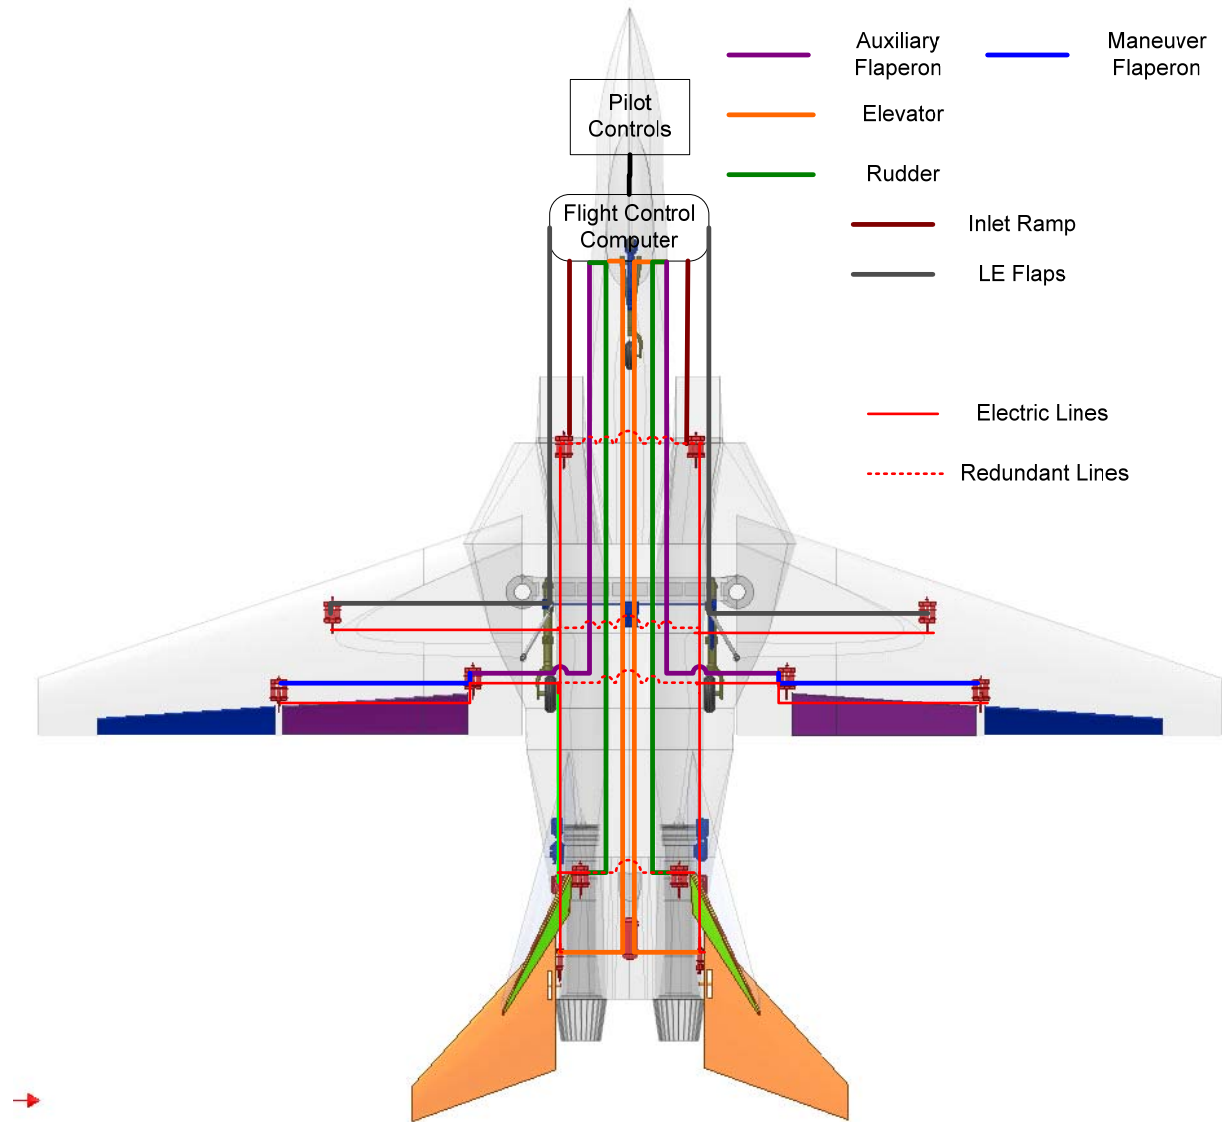 Auxiliary
Flaperon
Maneuver
Flaperon
Pilot
Controls
Elevator
Rudder
Flight Control
Computer
Inlet Ramp
LE Flaps
Electric Lines
Redundant Lines